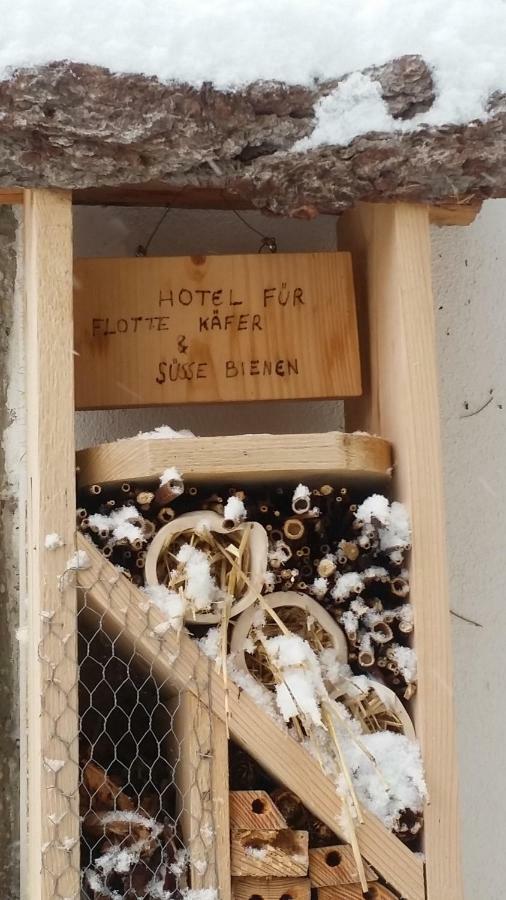 HOTEL FÜR
FLOTTE KÄFER
&
SÜSSE BIENEN